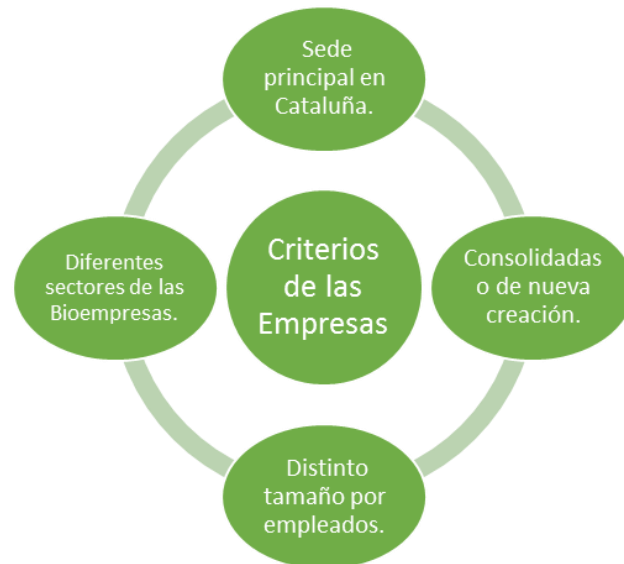 Sede
principal en
Cataluña.
Diferentes
sectores de las
Bioempresas.
Criterios
de las
Empresas
Consolidadas
o de nueva
creación.
Distinto
tamaño por
empleados.